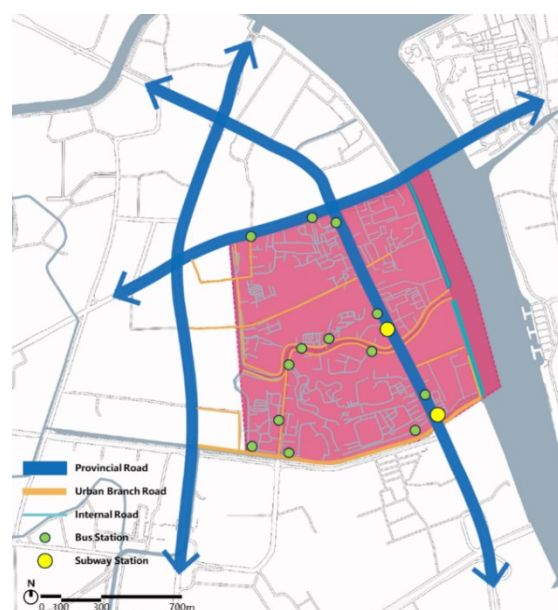 Provincial Road
Urban Branch Road
Internal Road
Bus Station
Subway Station
N
0 100 300 700m